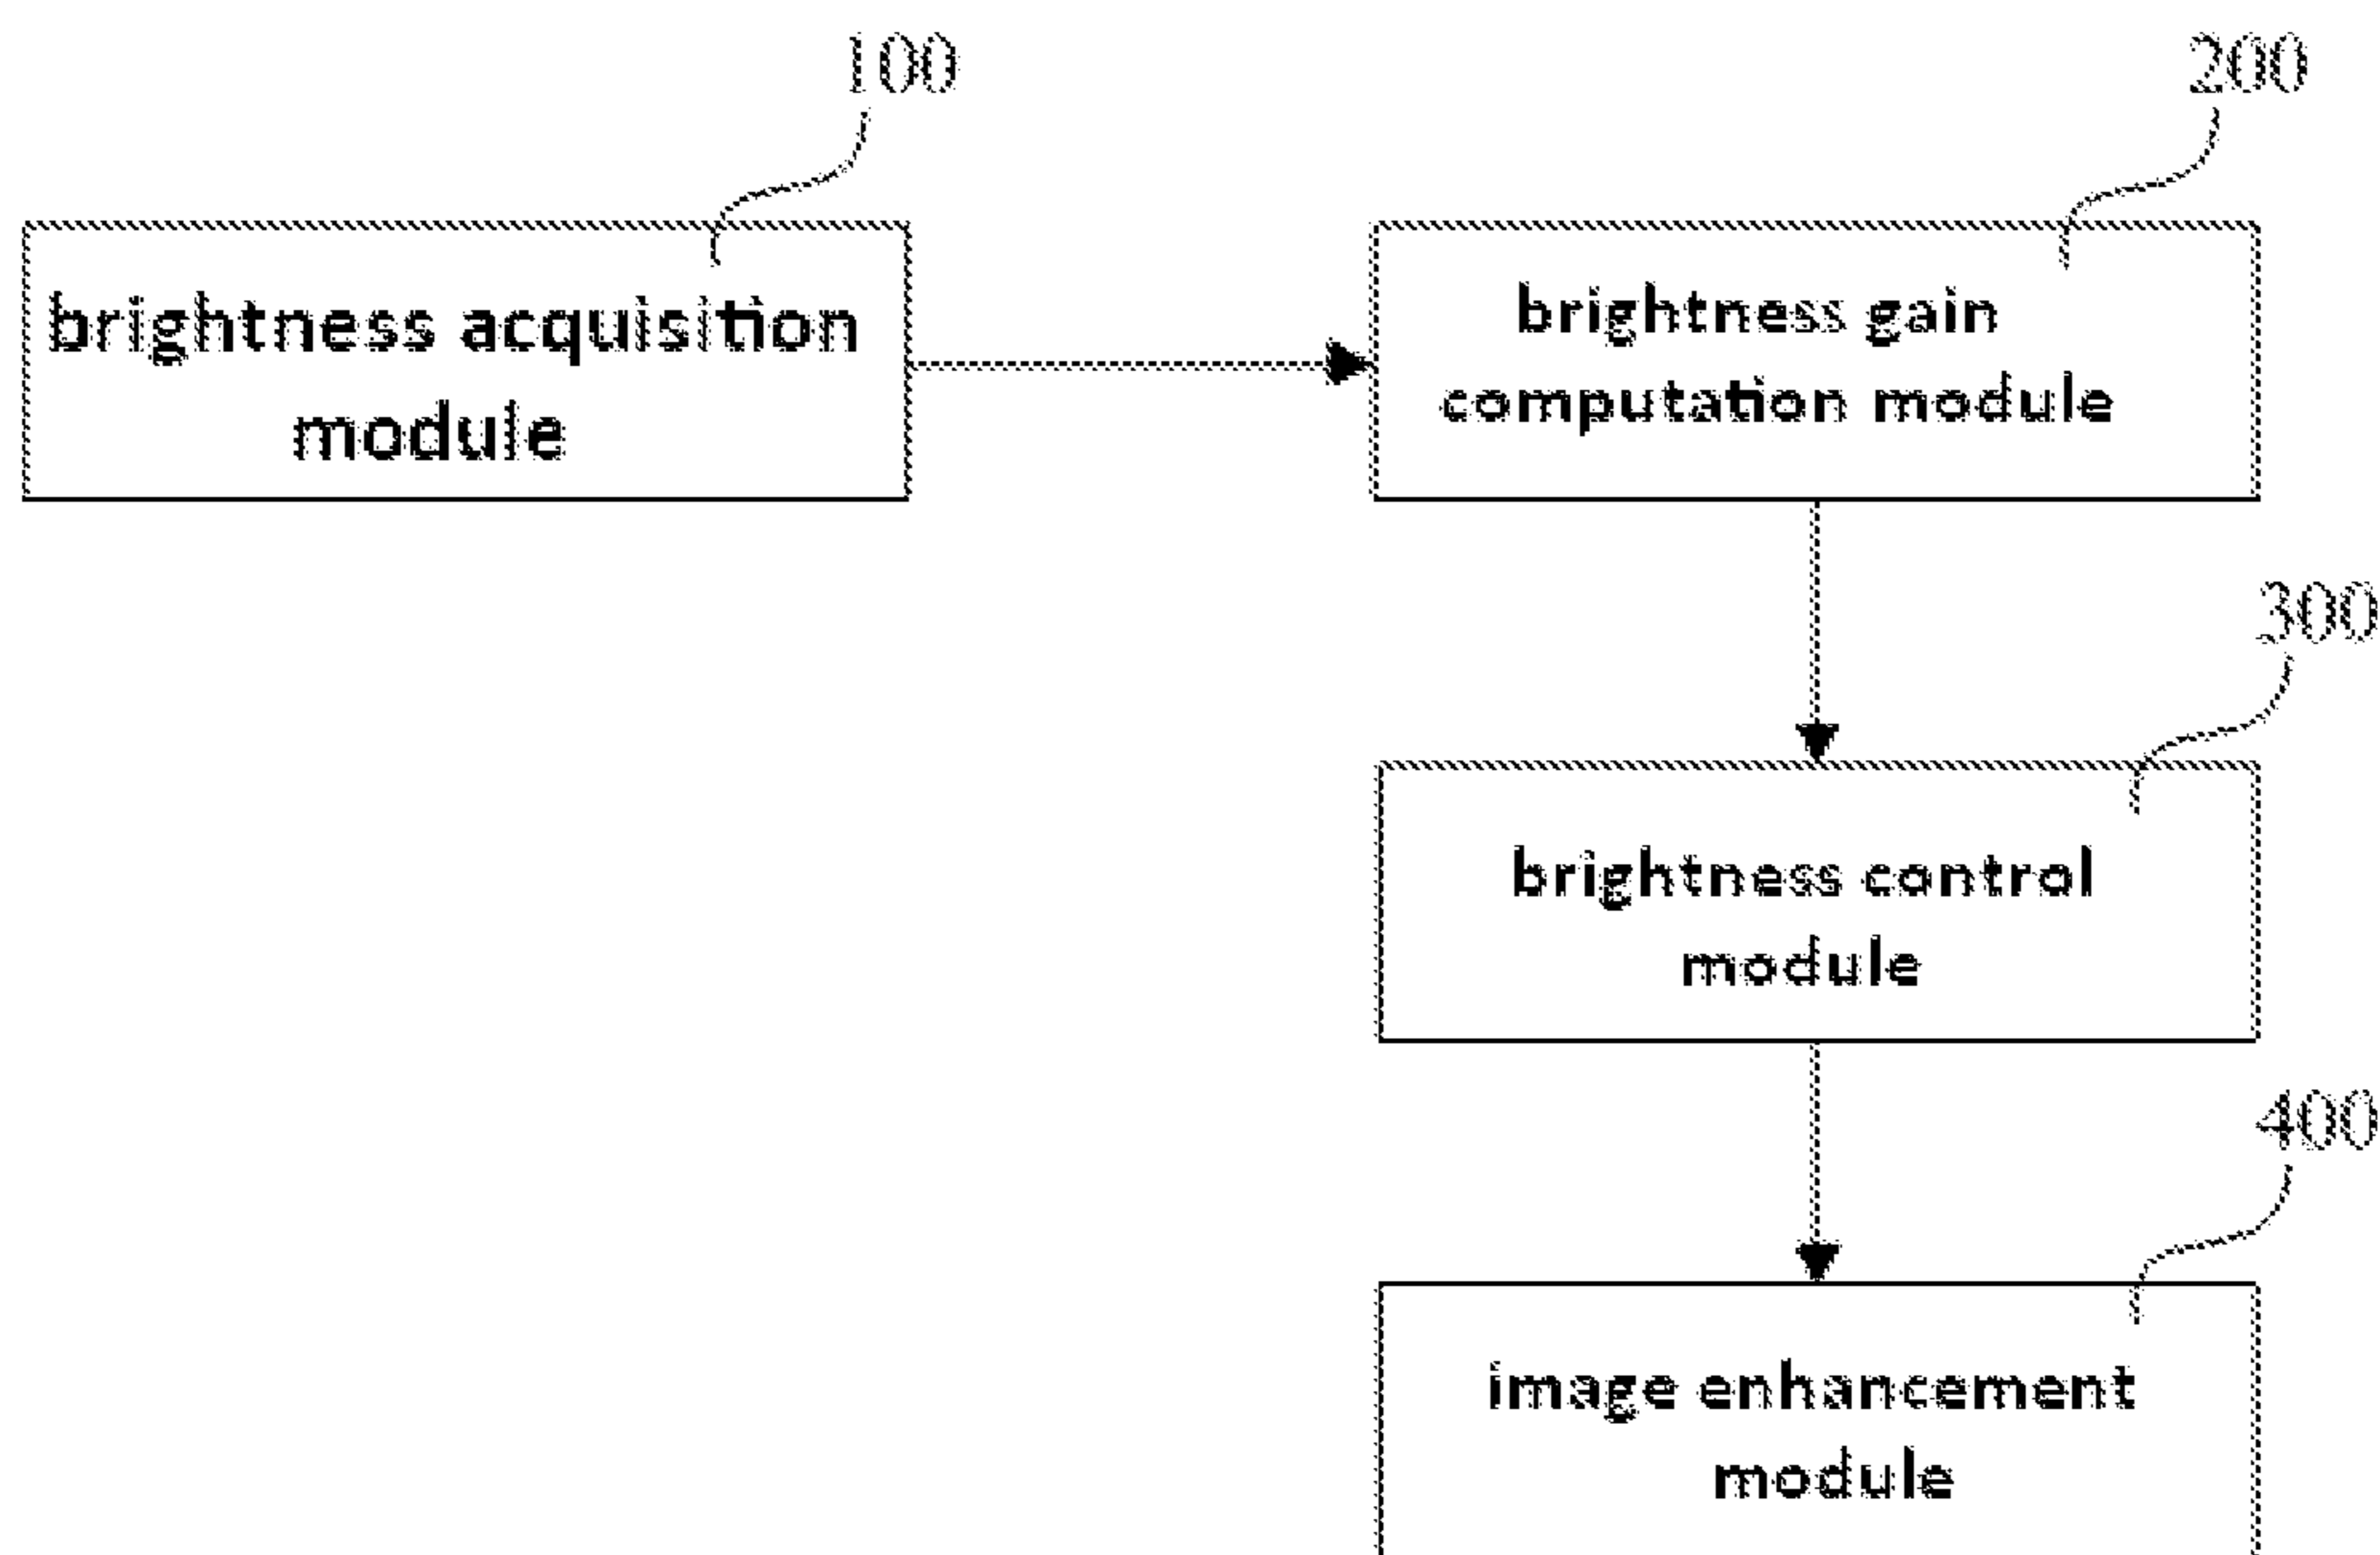 100
200
brightness acquisition
module
brightness gain
computation module
300
brightness control
module
400
image enhancement
module